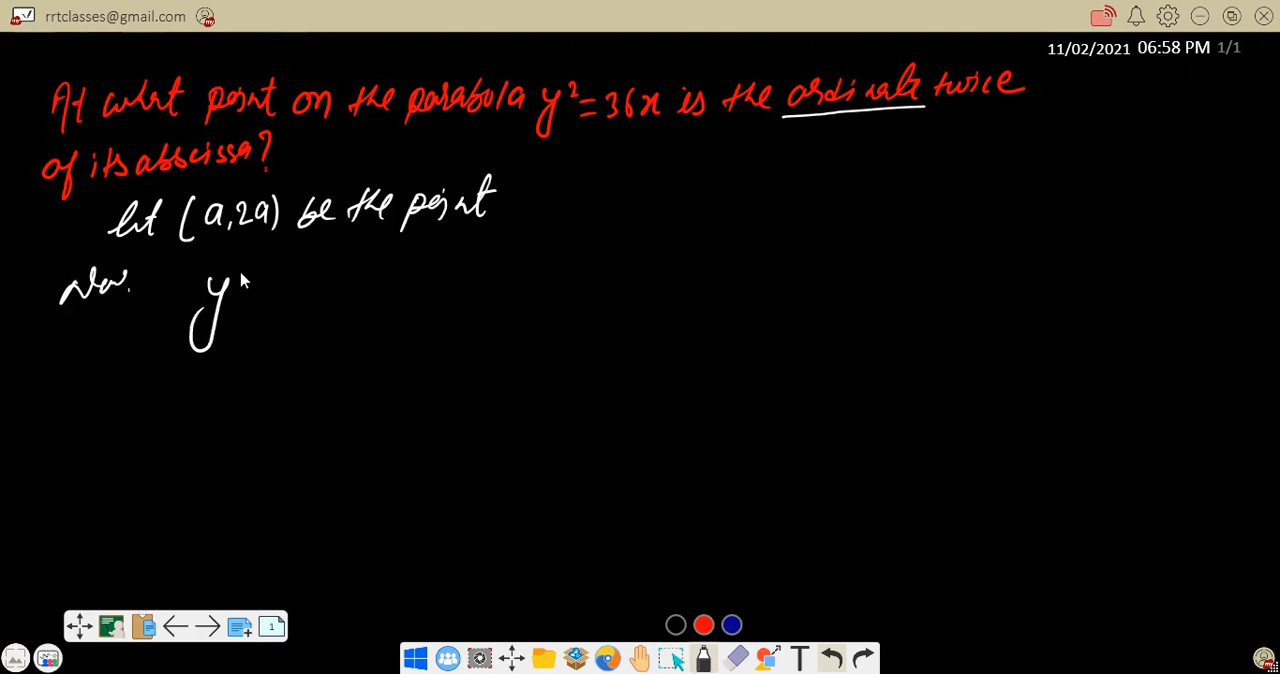 rrtclasses@gmail.com
11/02/2021 06:58 PM 1/1
At what point on the parabola y²=36x is the ordinate twice
of its abscissa?
let (a,2a) be the point
Now. y
1
T